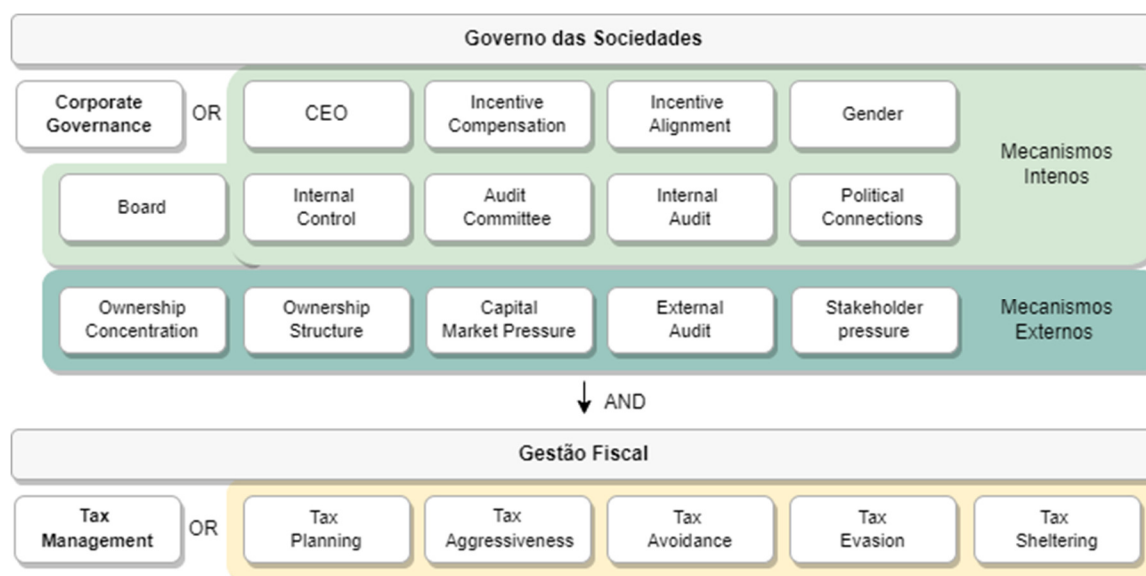 Governo das Sociedades
Corporate
Governance
OR
CEO
Incentive
Compensation
Incentive
Alignment
Gender
Mecanismos
Intenos
Board
Internal
Control
Audit
Committee
Internal
Audit
Political
Connections
Ownership
Concentration
Ownership
Structure
Capital
Market Pressure
External
Audit
Stakeholder
pressure
Mecanismos
Externos
AND
Gestão Fiscal
Tax
Management
OR
Tax
Planning
Tax
Aggressiveness
Tax
Avoidance
Tax
Evasion
Tax
Sheltering